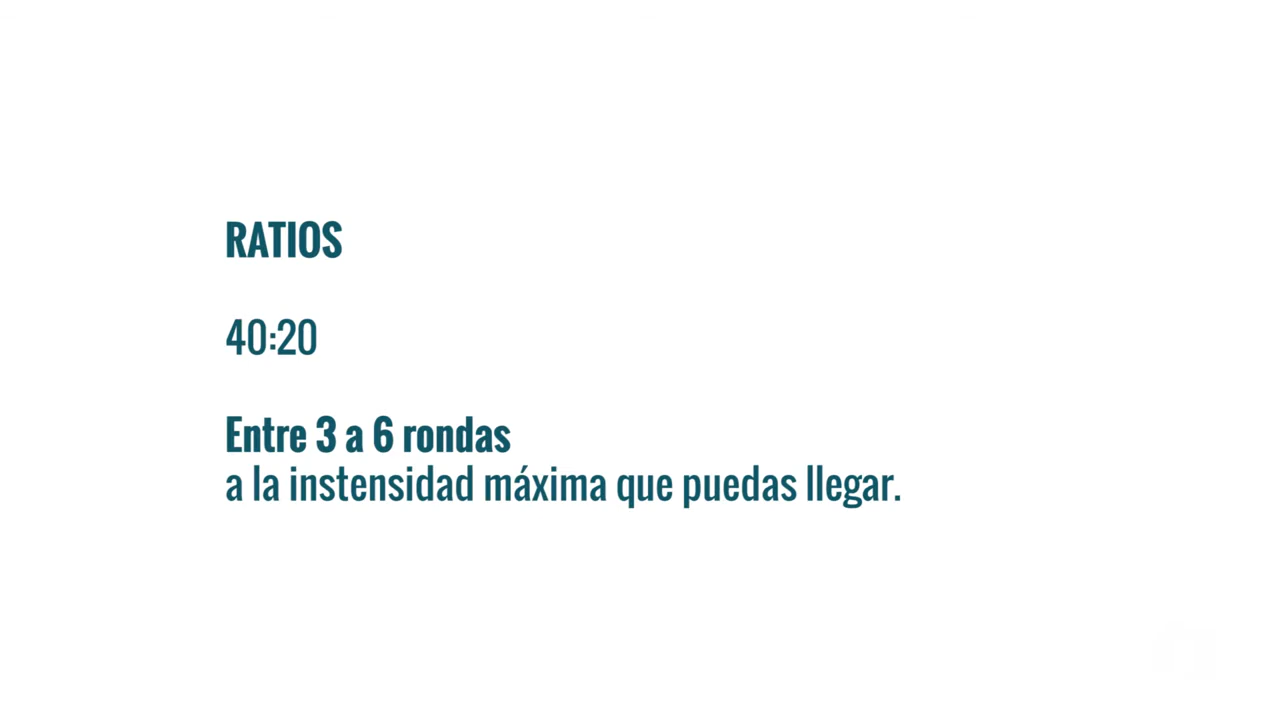 RATIOS
40:20
Entre 3 a 6 rondas
a la instensidad máxima que puedas llegar.